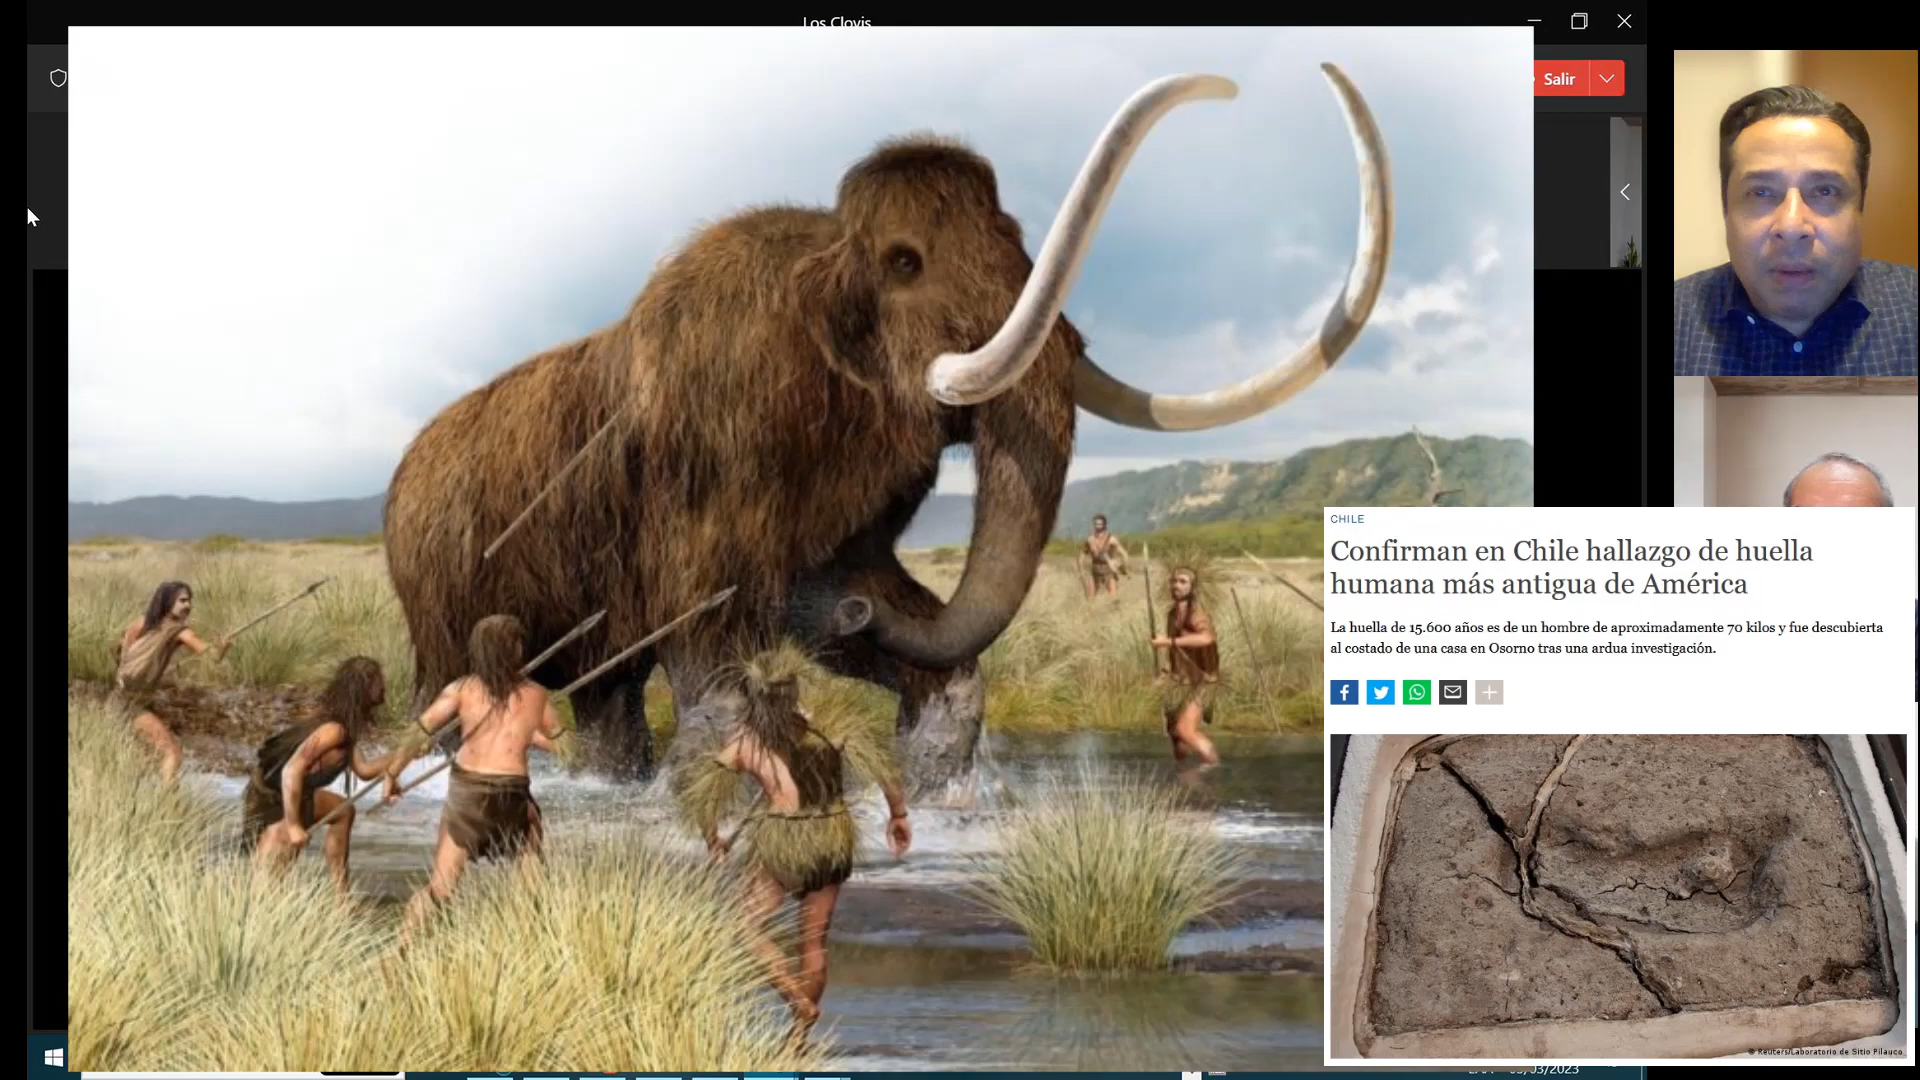 Los Clovis
Salir
CHILE
Confirman en Chile hallazgo de huella
humana más antigua de América
La huella de 15.600 años es de un hombre de aproximadamente 70 kilos y fue descubierta
al costado de una casa en Osorno tras una ardua investigación.
© Reuters/Laboratorio de Sitio Pilauco